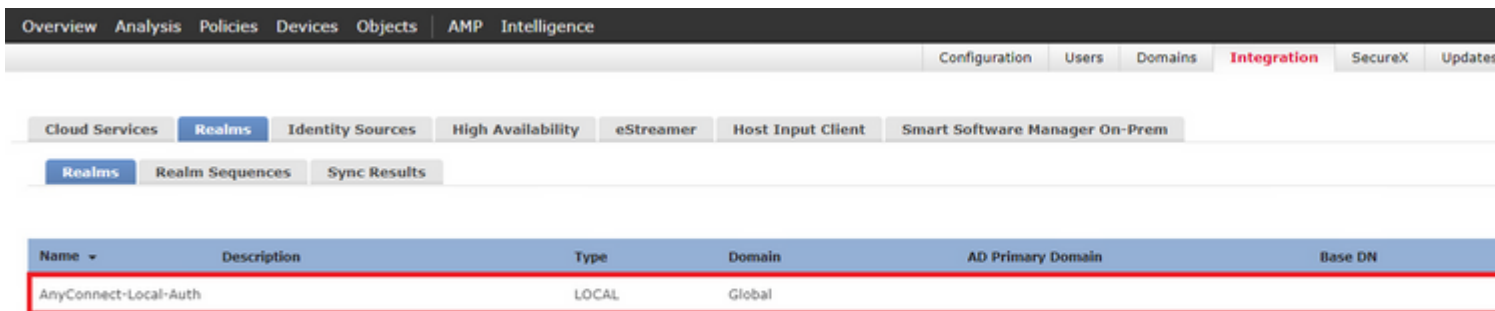 Overview Analysis Policies Devices Objects AMP Intelligence
Configuration Users Domains Integration SecureX Updates
Cloud Services Realms Identity Sources High Availability eStreamer Host Input Client Smart Software Manager On-Prem
Realms Realm Sequences Sync Results
Name Description Type Domain AD Primary Domain Base DN
AnyConnect-Local-Auth LOCAL Global